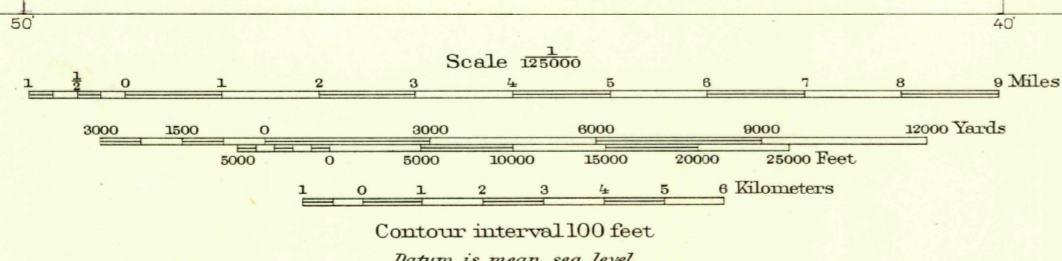 50' 40'
Scale 1/125000
1 1/2 0 1 2 3 4 5 6 7 8 9 Miles
3000 1500 0 3000 6000 9000 12000 Yards
5000 0 5000 10000 15000 20000 25000 Feet
1 0 1 2 3 4 5 6 Kilometers
Contour interval 100 feet
Datum is mean sea level